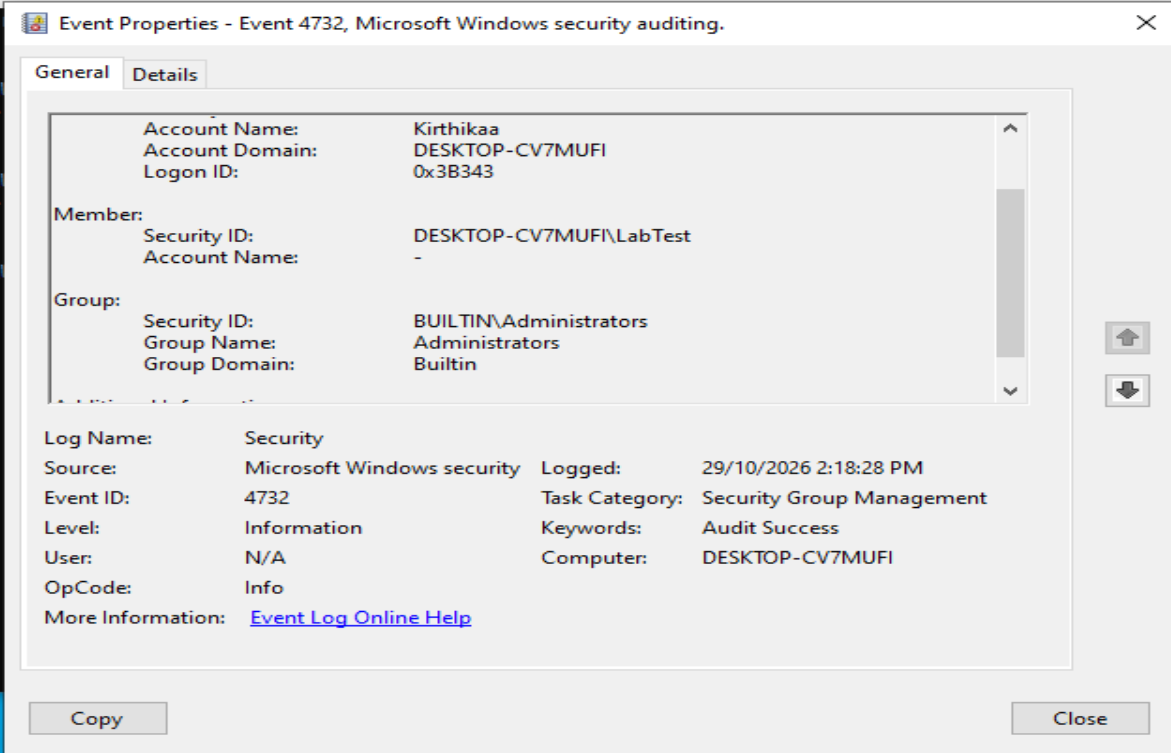 Event Properties - Event 4732, Microsoft Windows security auditing.
General Details
Account Name: Kirthikaa
Account Domain: DESKTOP-CV7MUFI
Logon ID: 0x3B343
Member:
Security ID: DESKTOP-CV7MUFI\LabTest
Account Name: -
Group:
Security ID: BUILTIN\Administrators
Group Name: Administrators
Group Domain: Builtin
Log Name: Security
Source: Microsoft Windows security Logged: 29/10/2026 2:18:28 PM
Event ID: 4732 Task Category: Security Group Management
Level: Information Keywords: Audit Success
User: N/A Computer: DESKTOP-CV7MUFI
OpCode: Info
More Information: Event Log Online Help
Copy Close